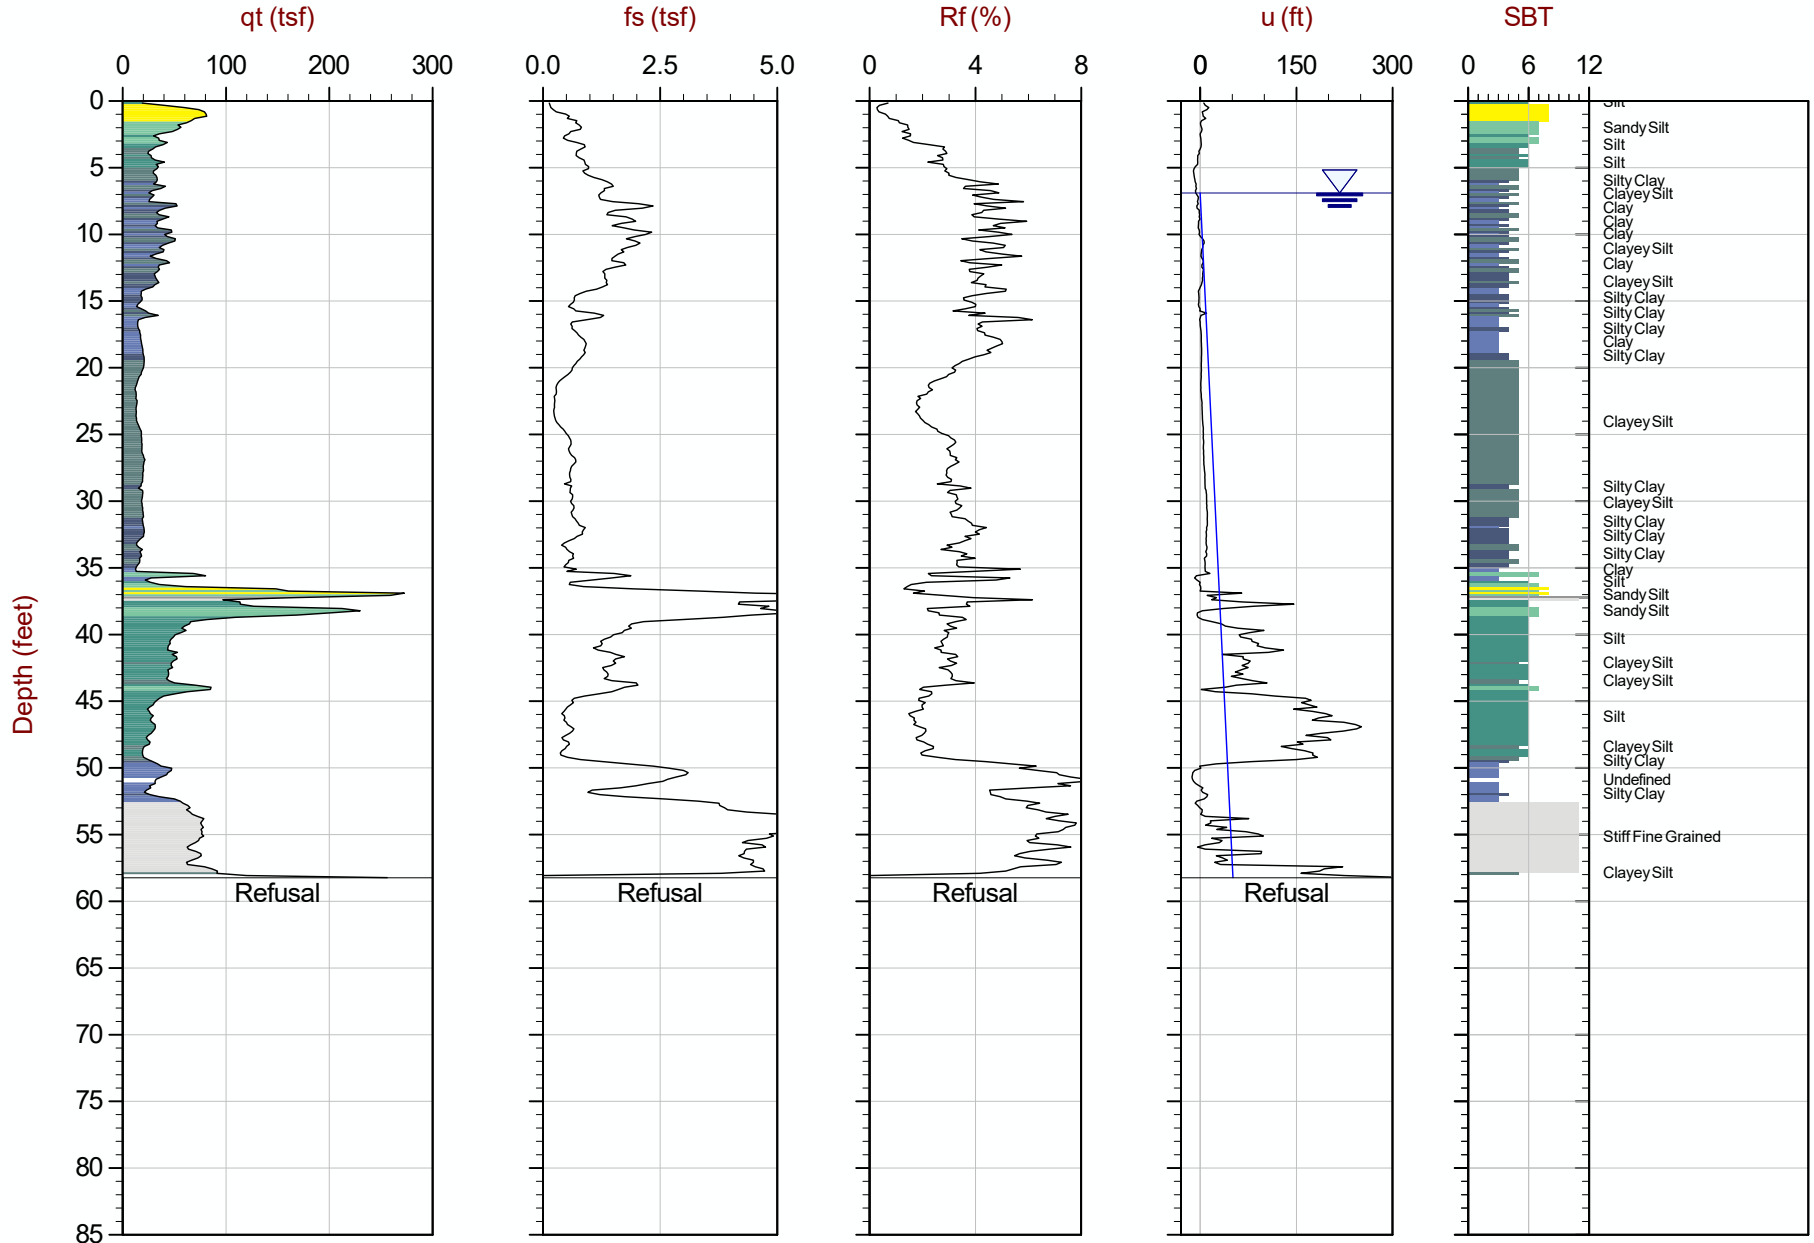 qt (tsf)
fs (tsf)
Rf (%)
u (ft)
SBT
0 100 200 300
0.0 2.5 5.0
0 4 8
0 150 300
0 6 12
Depth (feet)
0
5
10
15
20
25
30
35
40
45
50
55
60
65
70
75
80
85
Silt
Sandy Silt
Silt
Silt
Silty Clay
Clayey Silt
Clay
Clay
Clay
Clayey Silt
Clay
Clayey Silt
Silty Clay
Silty Clay
Silty Clay
Clay
Silty Clay
Clayey Silt
Silty Clay
Clayey Silt
Silty Clay
Silty Clay
Silty Clay
Clay
Silt
Sandy Silt
Sandy Silt
Silt
Clayey Silt
Clayey Silt
Silt
Clayey Silt
Silty Clay
Undefined
Silty Clay
Stiff Fine Grained
Clayey Silt
Refusal
Refusal
Refusal
Refusal